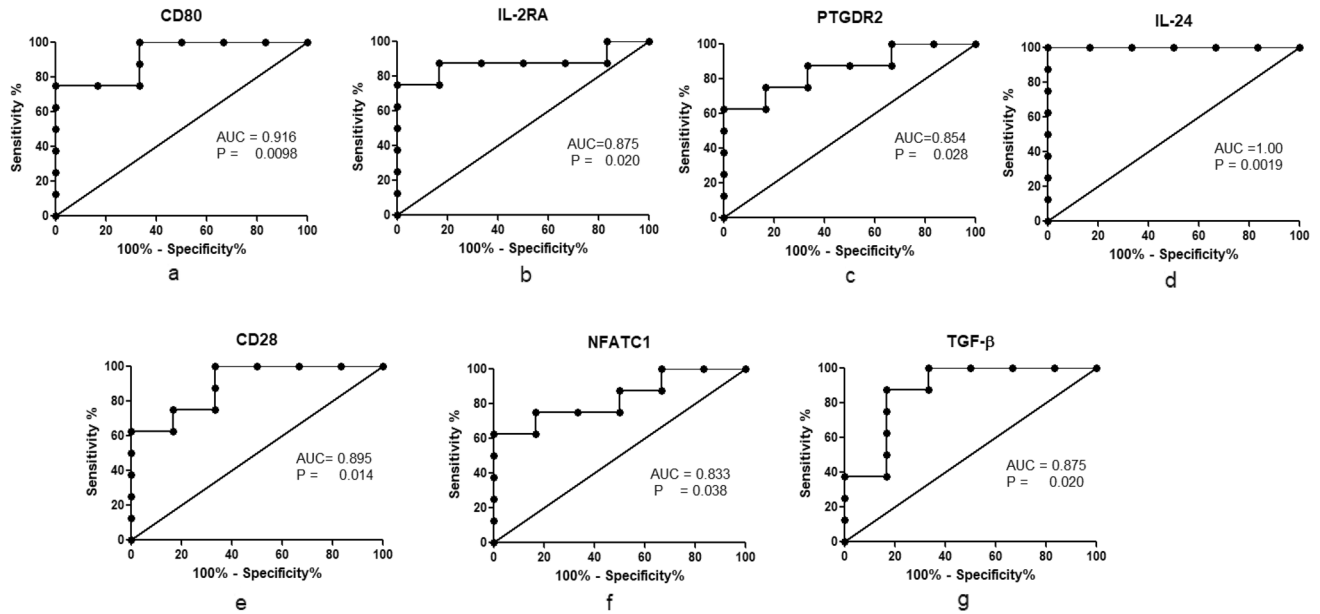 CD80
100
80
60
40
20
0
Sensitivity %
AUC = 0.916
P = 0.0098
0 20 40 60 80 100
100% - Specificity%
a
IL-2RA
100
80
60
40
20
0
Sensitivity %
AUC=0.875
P = 0.020
0 20 40 60 80 100
100% - Specificity%
b
PTGDR2
100
80
60
40
20
0
Sensitivity %
AUC=0.854
P = 0.028
0 20 40 60 80 100
100% - Specificity%
c
IL-24
100
80
60
40
20
0
Sensitivity %
AUC =1.00
P = 0.0019
0 20 40 60 80 100
100% - Specificity%
d
CD28
100
80
60
40
20
0
Sensitivity %
AUC= 0.895
P = 0.014
0 20 40 60 80 100
100% - Specificity%
e
NFATC1
100
80
60
40
20
0
Sensitivity %
AUC = 0.833
P = 0.038
0 20 40 60 80 100
100% - Specificity%
f
TGF-β
100
80
60
40
20
0
Sensitivity %
AUC = 0.875
P = 0.020
0 20 40 60 80 100
100% - Specificity%
g